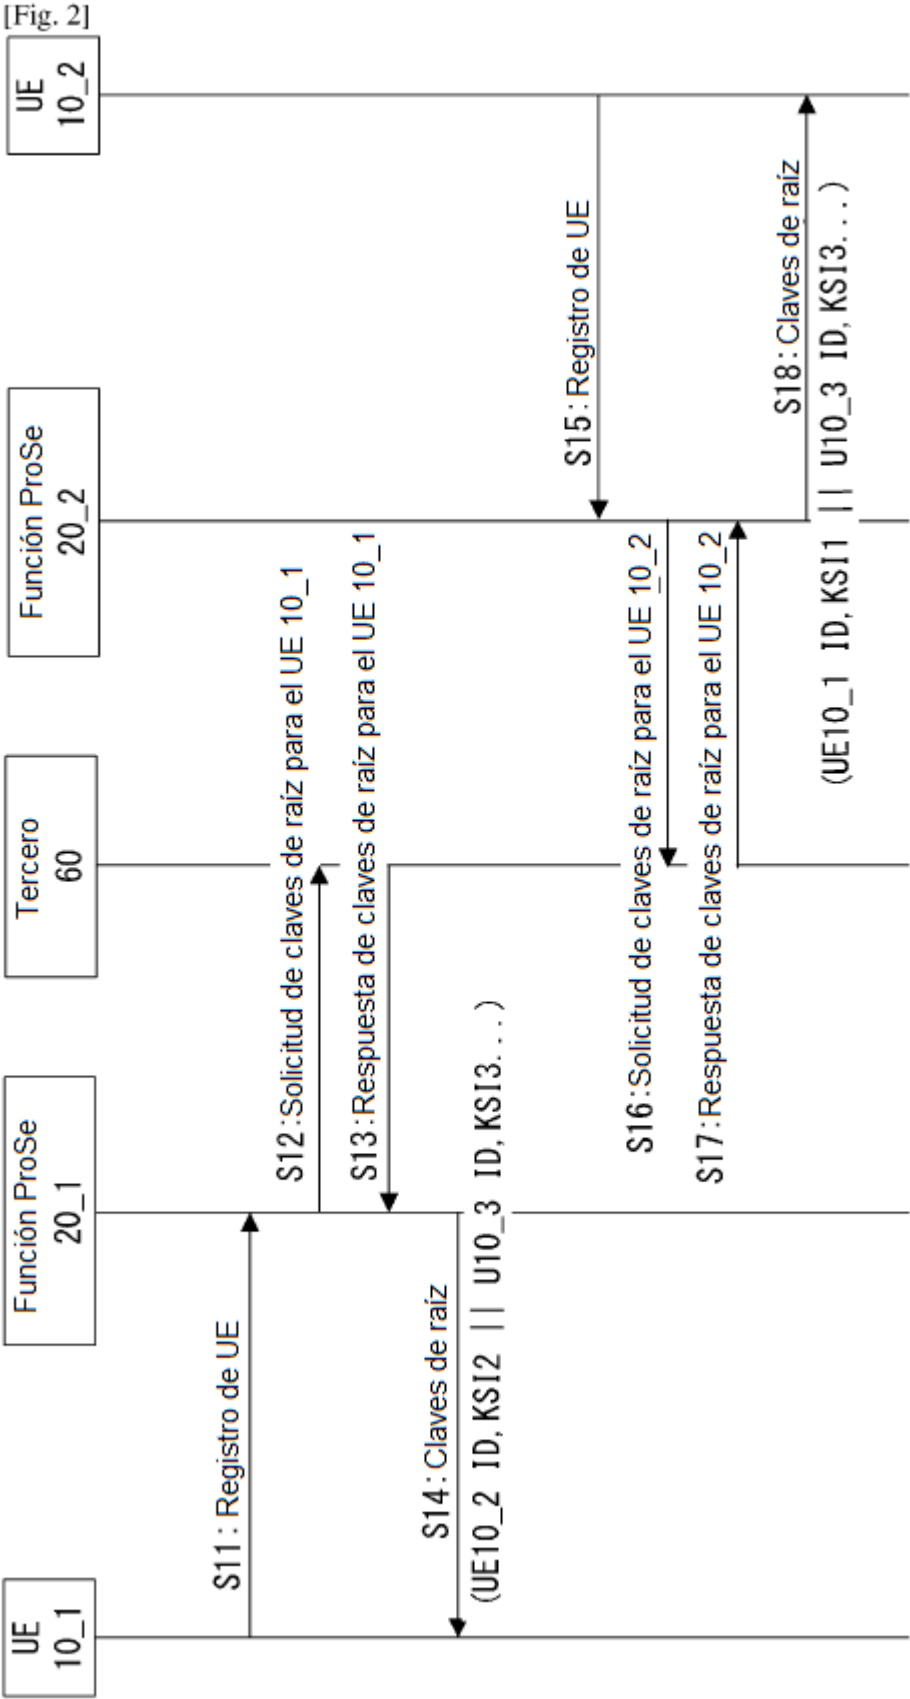 [Fig. 2]
UE
10_1
Función ProSe
20_1
Tercero
60
Función ProSe
20_2
UE
10_2
S11: Registro de UE
S12:Solicitud de claves de raíz para el UE 10_1
S13:Respuesta de claves de raíz para el UE 10_1
S14: Claves de raíz
(UE10_2 ID, KSI2 || U10_3 ID, KSI3...)
S15: Registro de UE
S16:Solicitud de claves de raíz para el UE 10_2
S17:Respuesta de claves de raíz para el UE 10_2
S18: Claves de raíz
(UE10_1 ID, KSI1 || U10_3 ID, KSI3...)